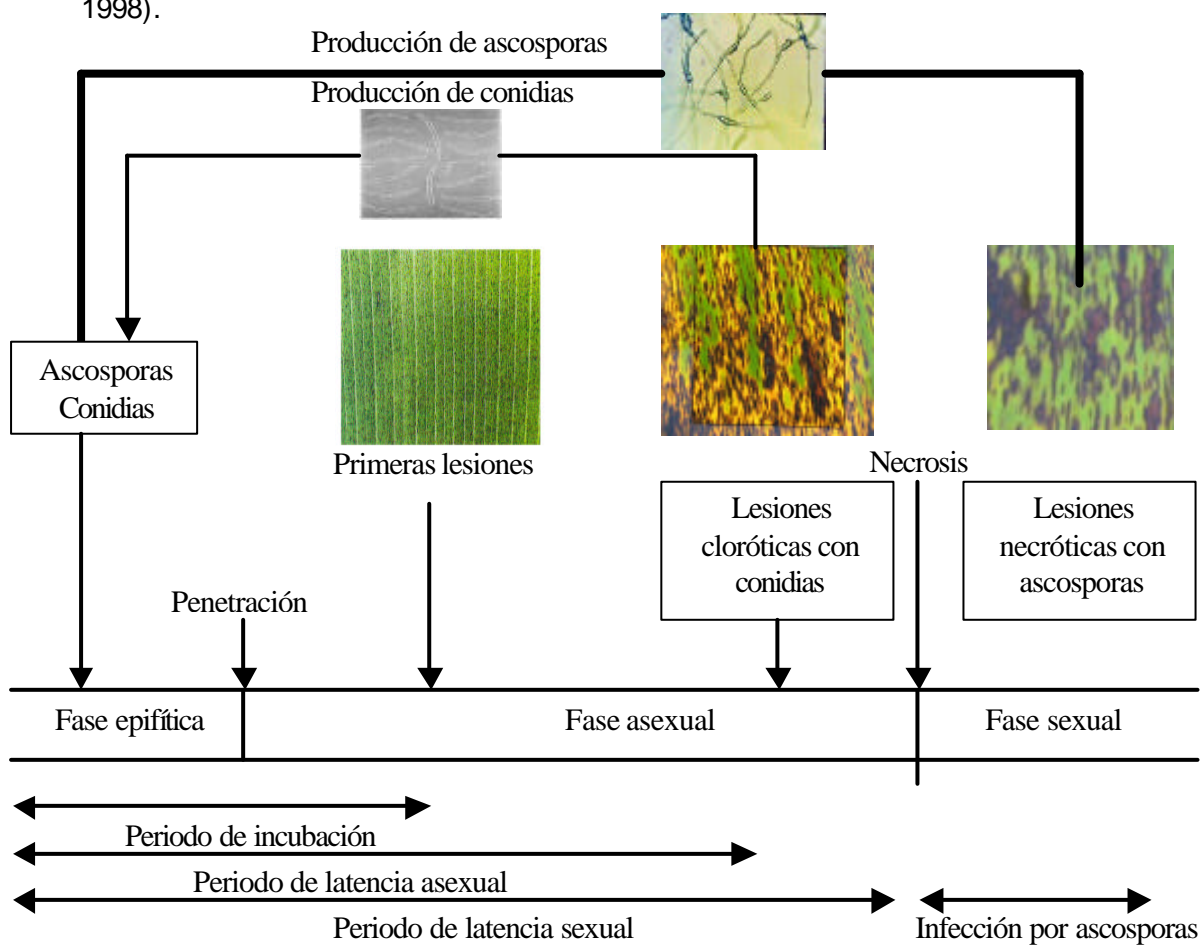 1998).
Producción de ascosporas
Producción de conidias
Ascosporas
Conidias
Primeras lesiones
Necrosis
Lesiones
cloróticas con
conidias
Lesiones
necróticas con
ascosporas
Penetración
Fase epifítica
Fase asexual
Fase sexual
Periodo de incubación
Periodo de latencia asexual
Periodo de latencia sexual
Infección por ascosporas